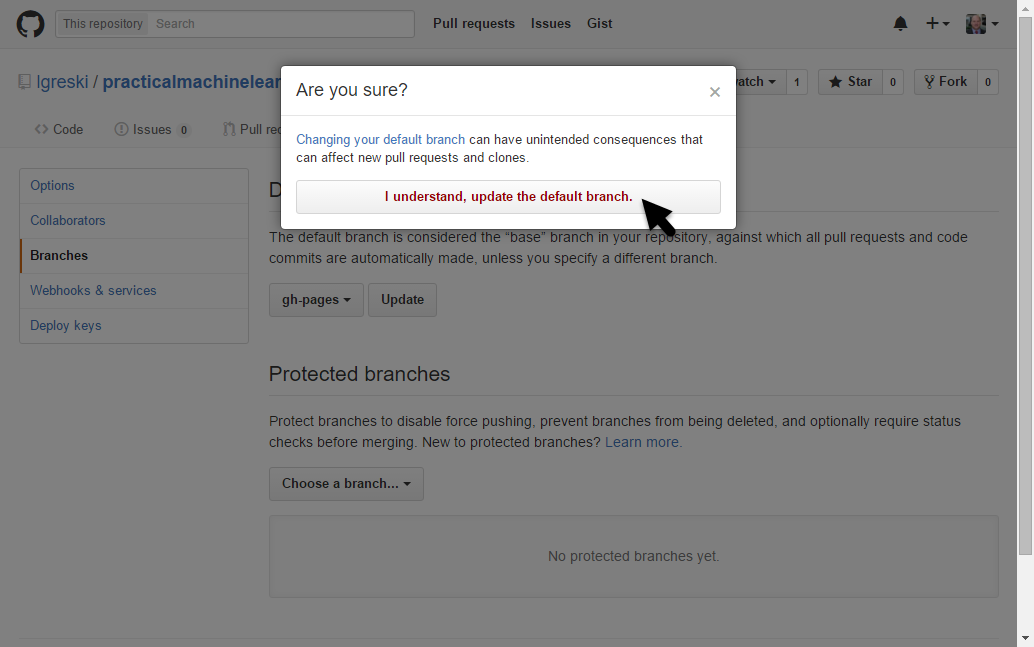 This repository Search Pull requests Issues Gist
lgreski / practicalmachinelear
atch 1 Star 0 Fork 0
Are you sure?
Code Issues 0 Pull rec
Changing your default branch can have unintended consequences that
can affect new pull requests and clones.
I understand, update the default branch.
Options
Collaborators
Branches
Webhooks & services
Deploy keys
D
The default branch is considered the “base” branch in your repository, against which all pull requests and code
commits are automatically made, unless you specify a different branch.
gh-pages Update
Protected branches
Protect branches to disable force pushing, prevent branches from being deleted, and optionally require status
checks before merging. New to protected branches? Learn more.
Choose a branch...
No protected branches yet.